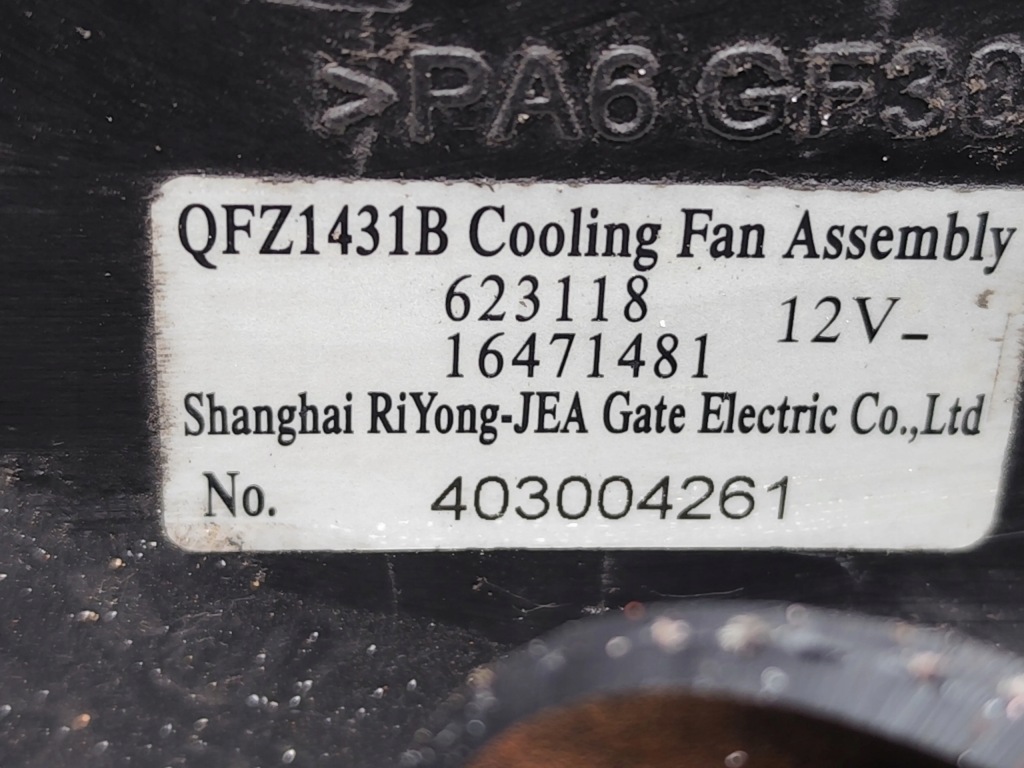 >PA6 GF30
QFZ1431B Cooling Fan Assembly
623118
12V-
16471481
Shanghai RiYong-JEA Gate Electric Co.,Ltd
No. 403004261